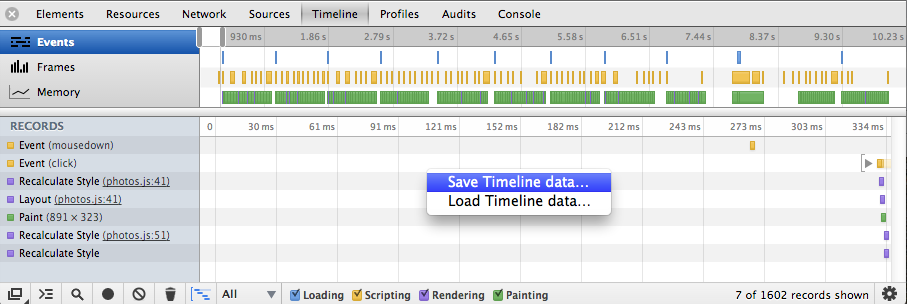 Elements Resources Network Sources Timeline Profiles Audits Console
Events
930 ms 1.86 s 2.79 s 3.72 s 4.65 s 5.58 s 6.51 s 7.44 s 8.37 s 9.30 s 10.23 s
Frames
Memory
RECORDS
0 30 ms 61 ms 91 ms 121 ms 152 ms 182 ms 212 ms 243 ms 273 ms 303 ms 334 ms
Event (mousedown)
Event (click)
Recalculate Style (photos.js:41)
Save Timeline data...
Layout (photos.js:41)
Load Timeline data...
Paint (891 × 323)
Recalculate Style (photos.js:51)
Recalculate Style
All Loading Scripting Rendering Painting 7 of 1602 records shown